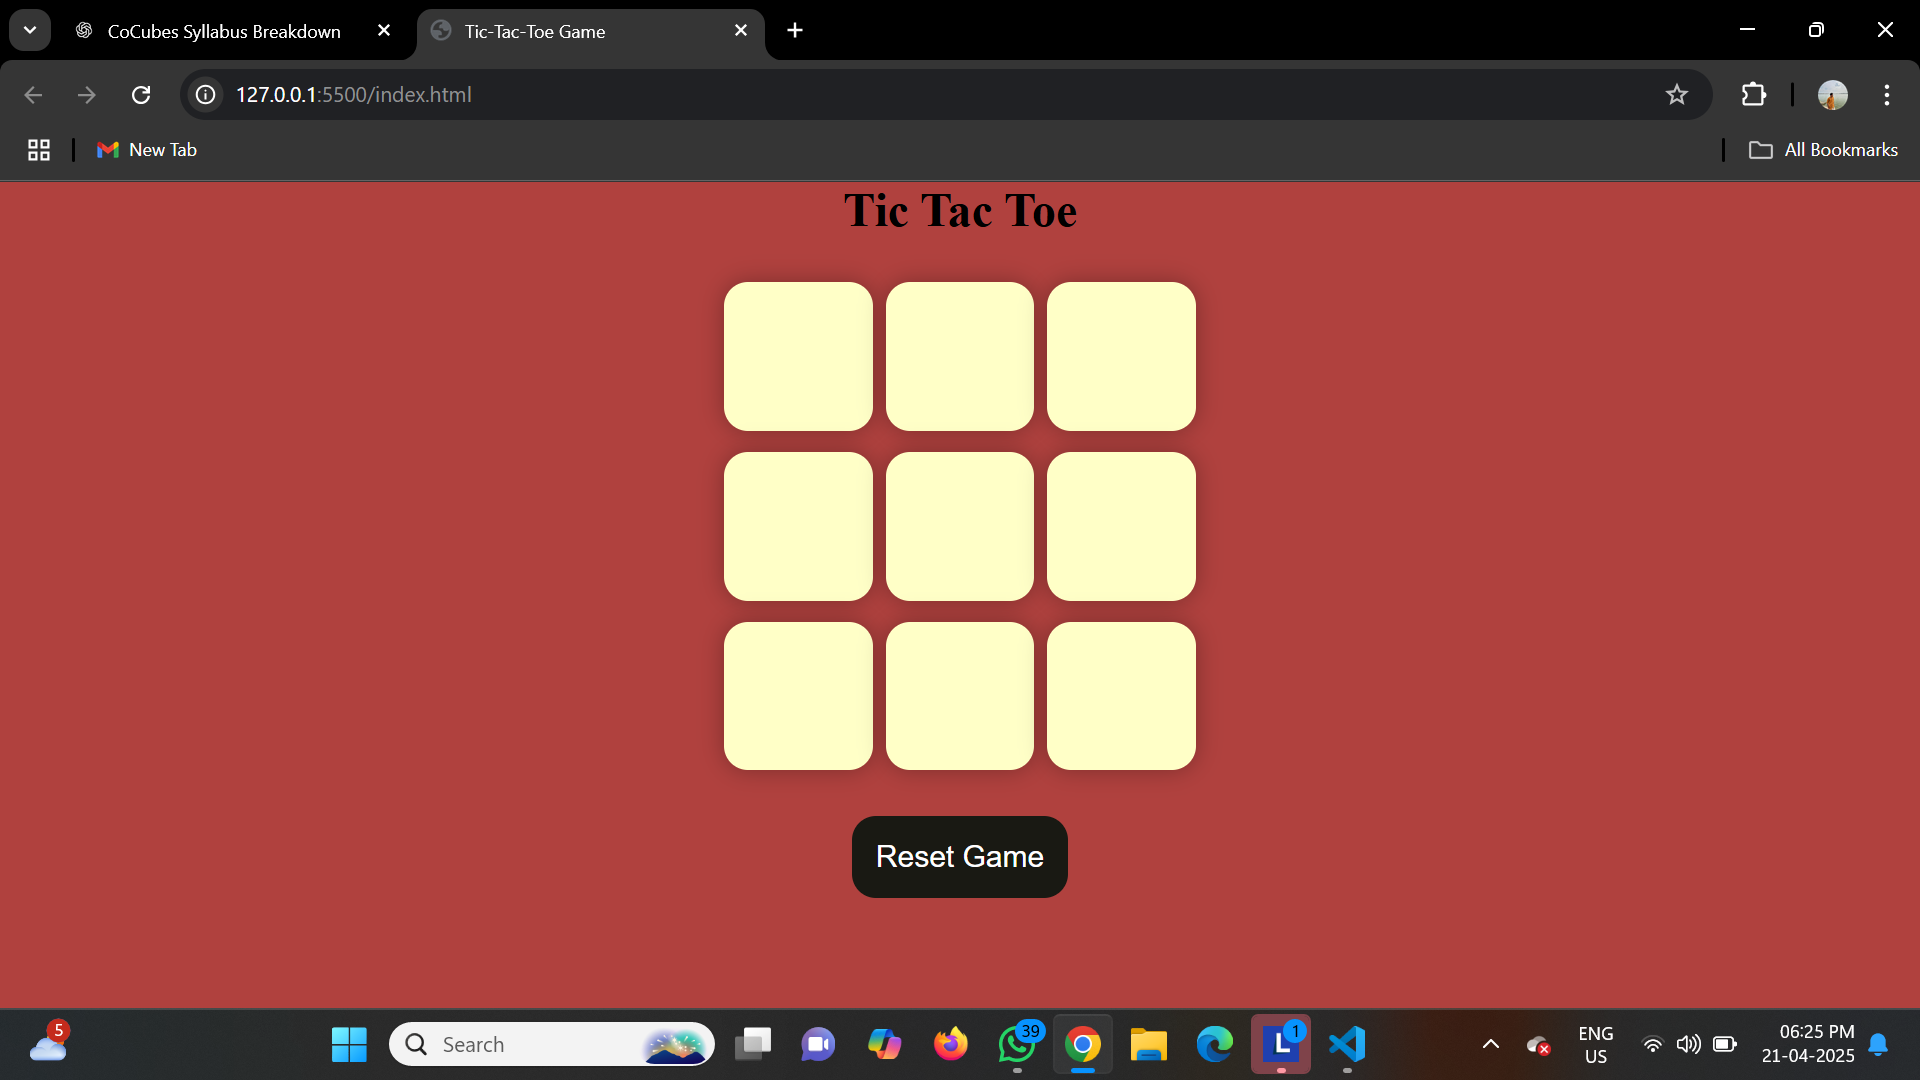 CoCubes Syllabus Breakdown
Tic-Tac-Toe Game
127.0.0.1:5500/index.html
New Tab
All Bookmarks
Tic Tac Toe
Reset Game
5
Search
39
L
1
ENG
US
06:25 PM
21-04-2025